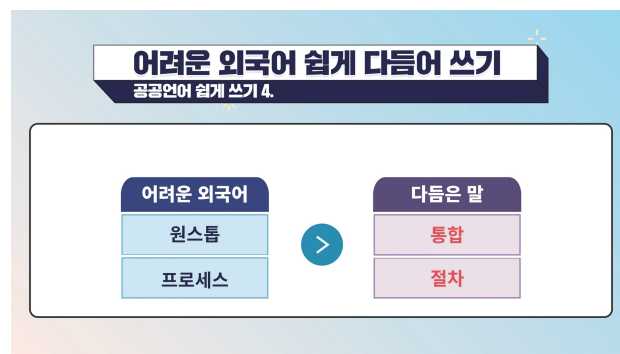 어려운 외국어 쉽게 다듬어 쓰기
공공언어 쉽게 쓰기 4.
어려운 외국어
다듬은 말
원스톱
통합
프로세스
절차